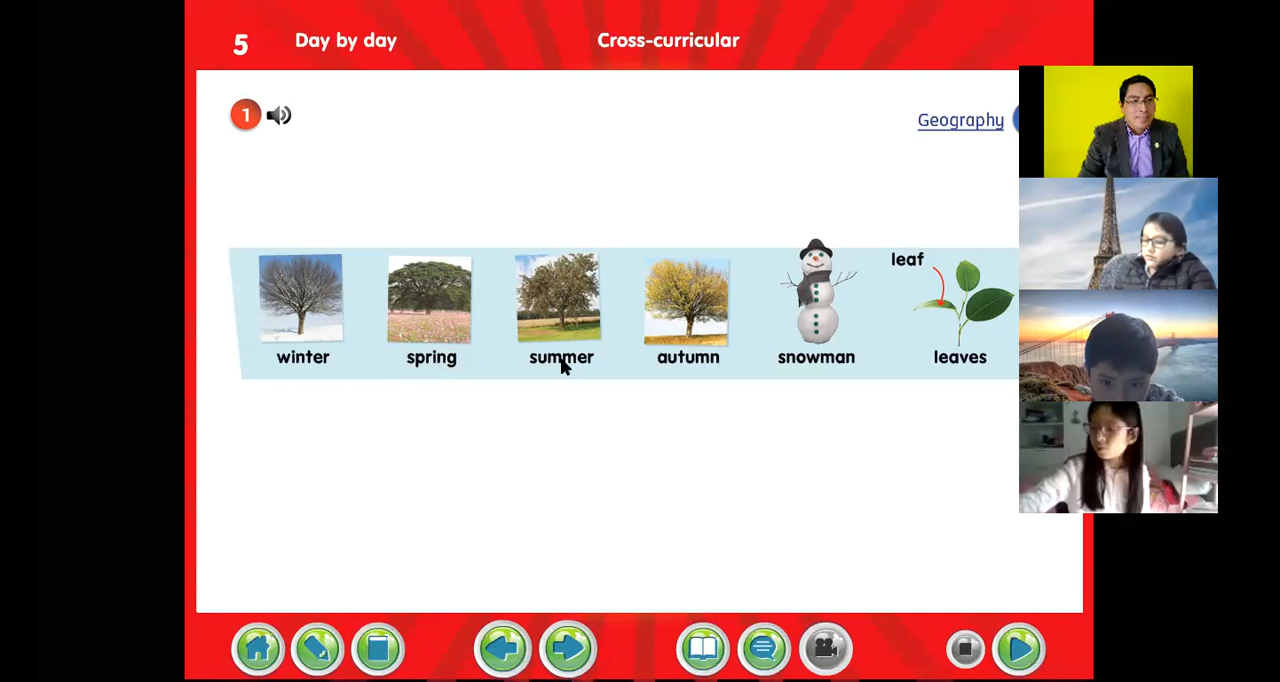 5 Day by day Cross-curricular
1
Geography
leaf
winter spring summer autumn snowman leaves